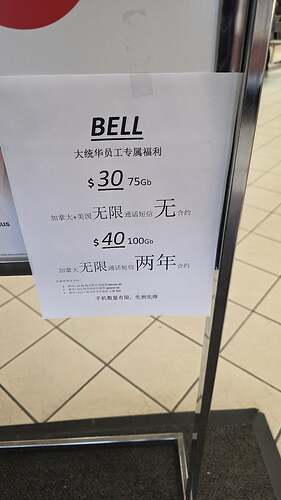 BELL
大统华员工专属福利
$ 30 75Gb
加拿大+美国无限通话短信无合约
$ 40 100Gb
加拿大无限通话短信两年合约
手机数量有限，先到先得
us